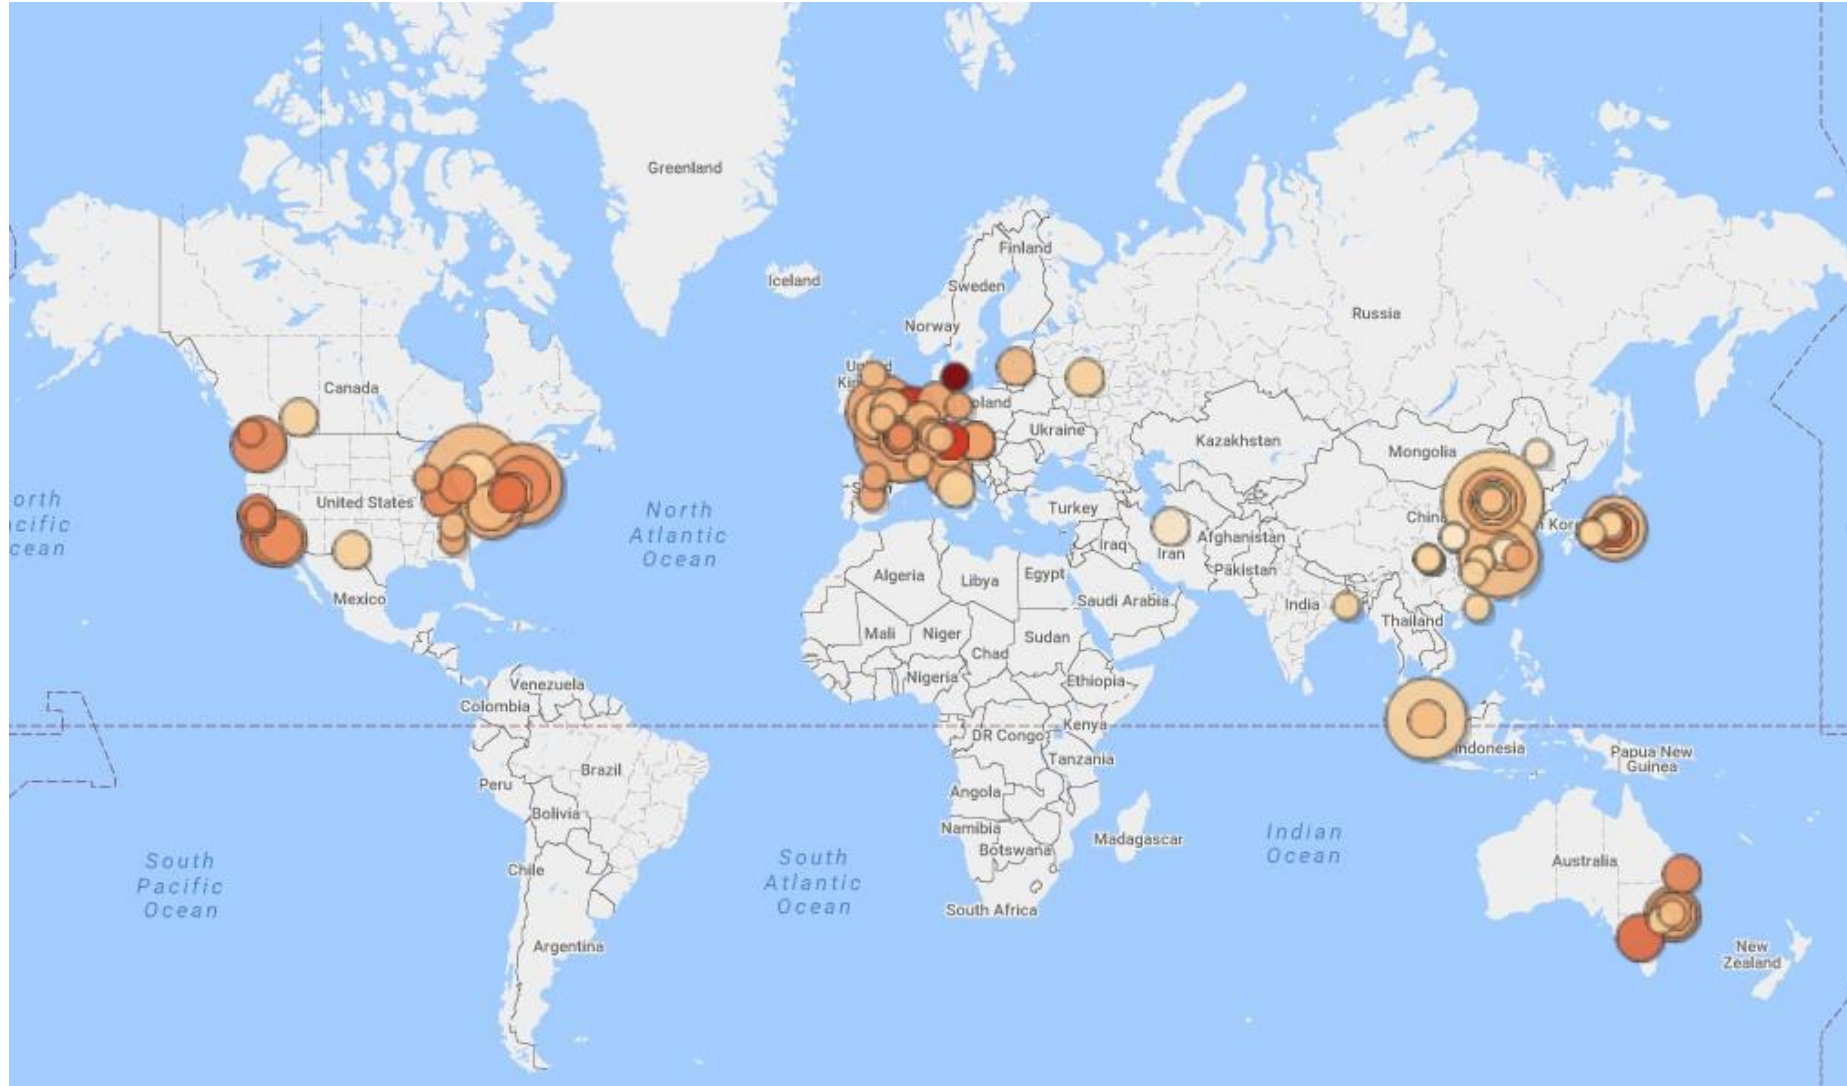 Greenland
Finland
Iceland
Sweden
Norway
Russia
Canada
Ukraine
Kazakhstan
Mongolia
United States
North
Atlantic
Ocean
Turkey
China
Iraq
Iran
Afghanistan
Pakistan
Algeria
Libya
Egypt
Saudi Arabia
India
Thailand
Mexico
Mali
Niger
Chad
Sudan
Nigeria
Ethiopia
Venezuela
Colombia
DR Congo
Kenya
Tanzania
Indonesia
Papua New
Guinea
Brazil
Peru
Angola
Bolivia
Namibia
Botswana
Madagascar
Indian
Ocean
South
Pacific
Ocean
South
Atlantic
Ocean
Australia
Chile
South Africa
Argentina
New
Zealand